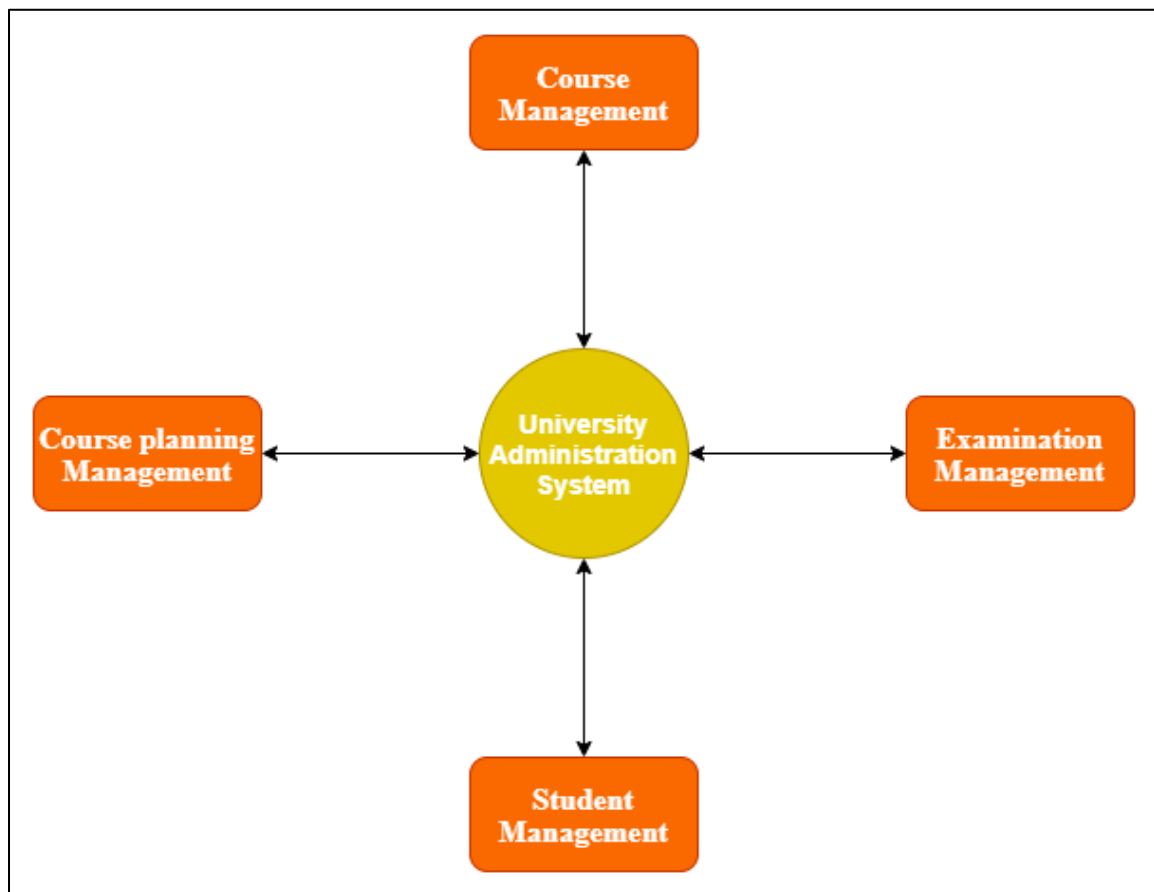 Course
Management
Course planning
Management
University
Administration
System
Examination
Management
Student
Management